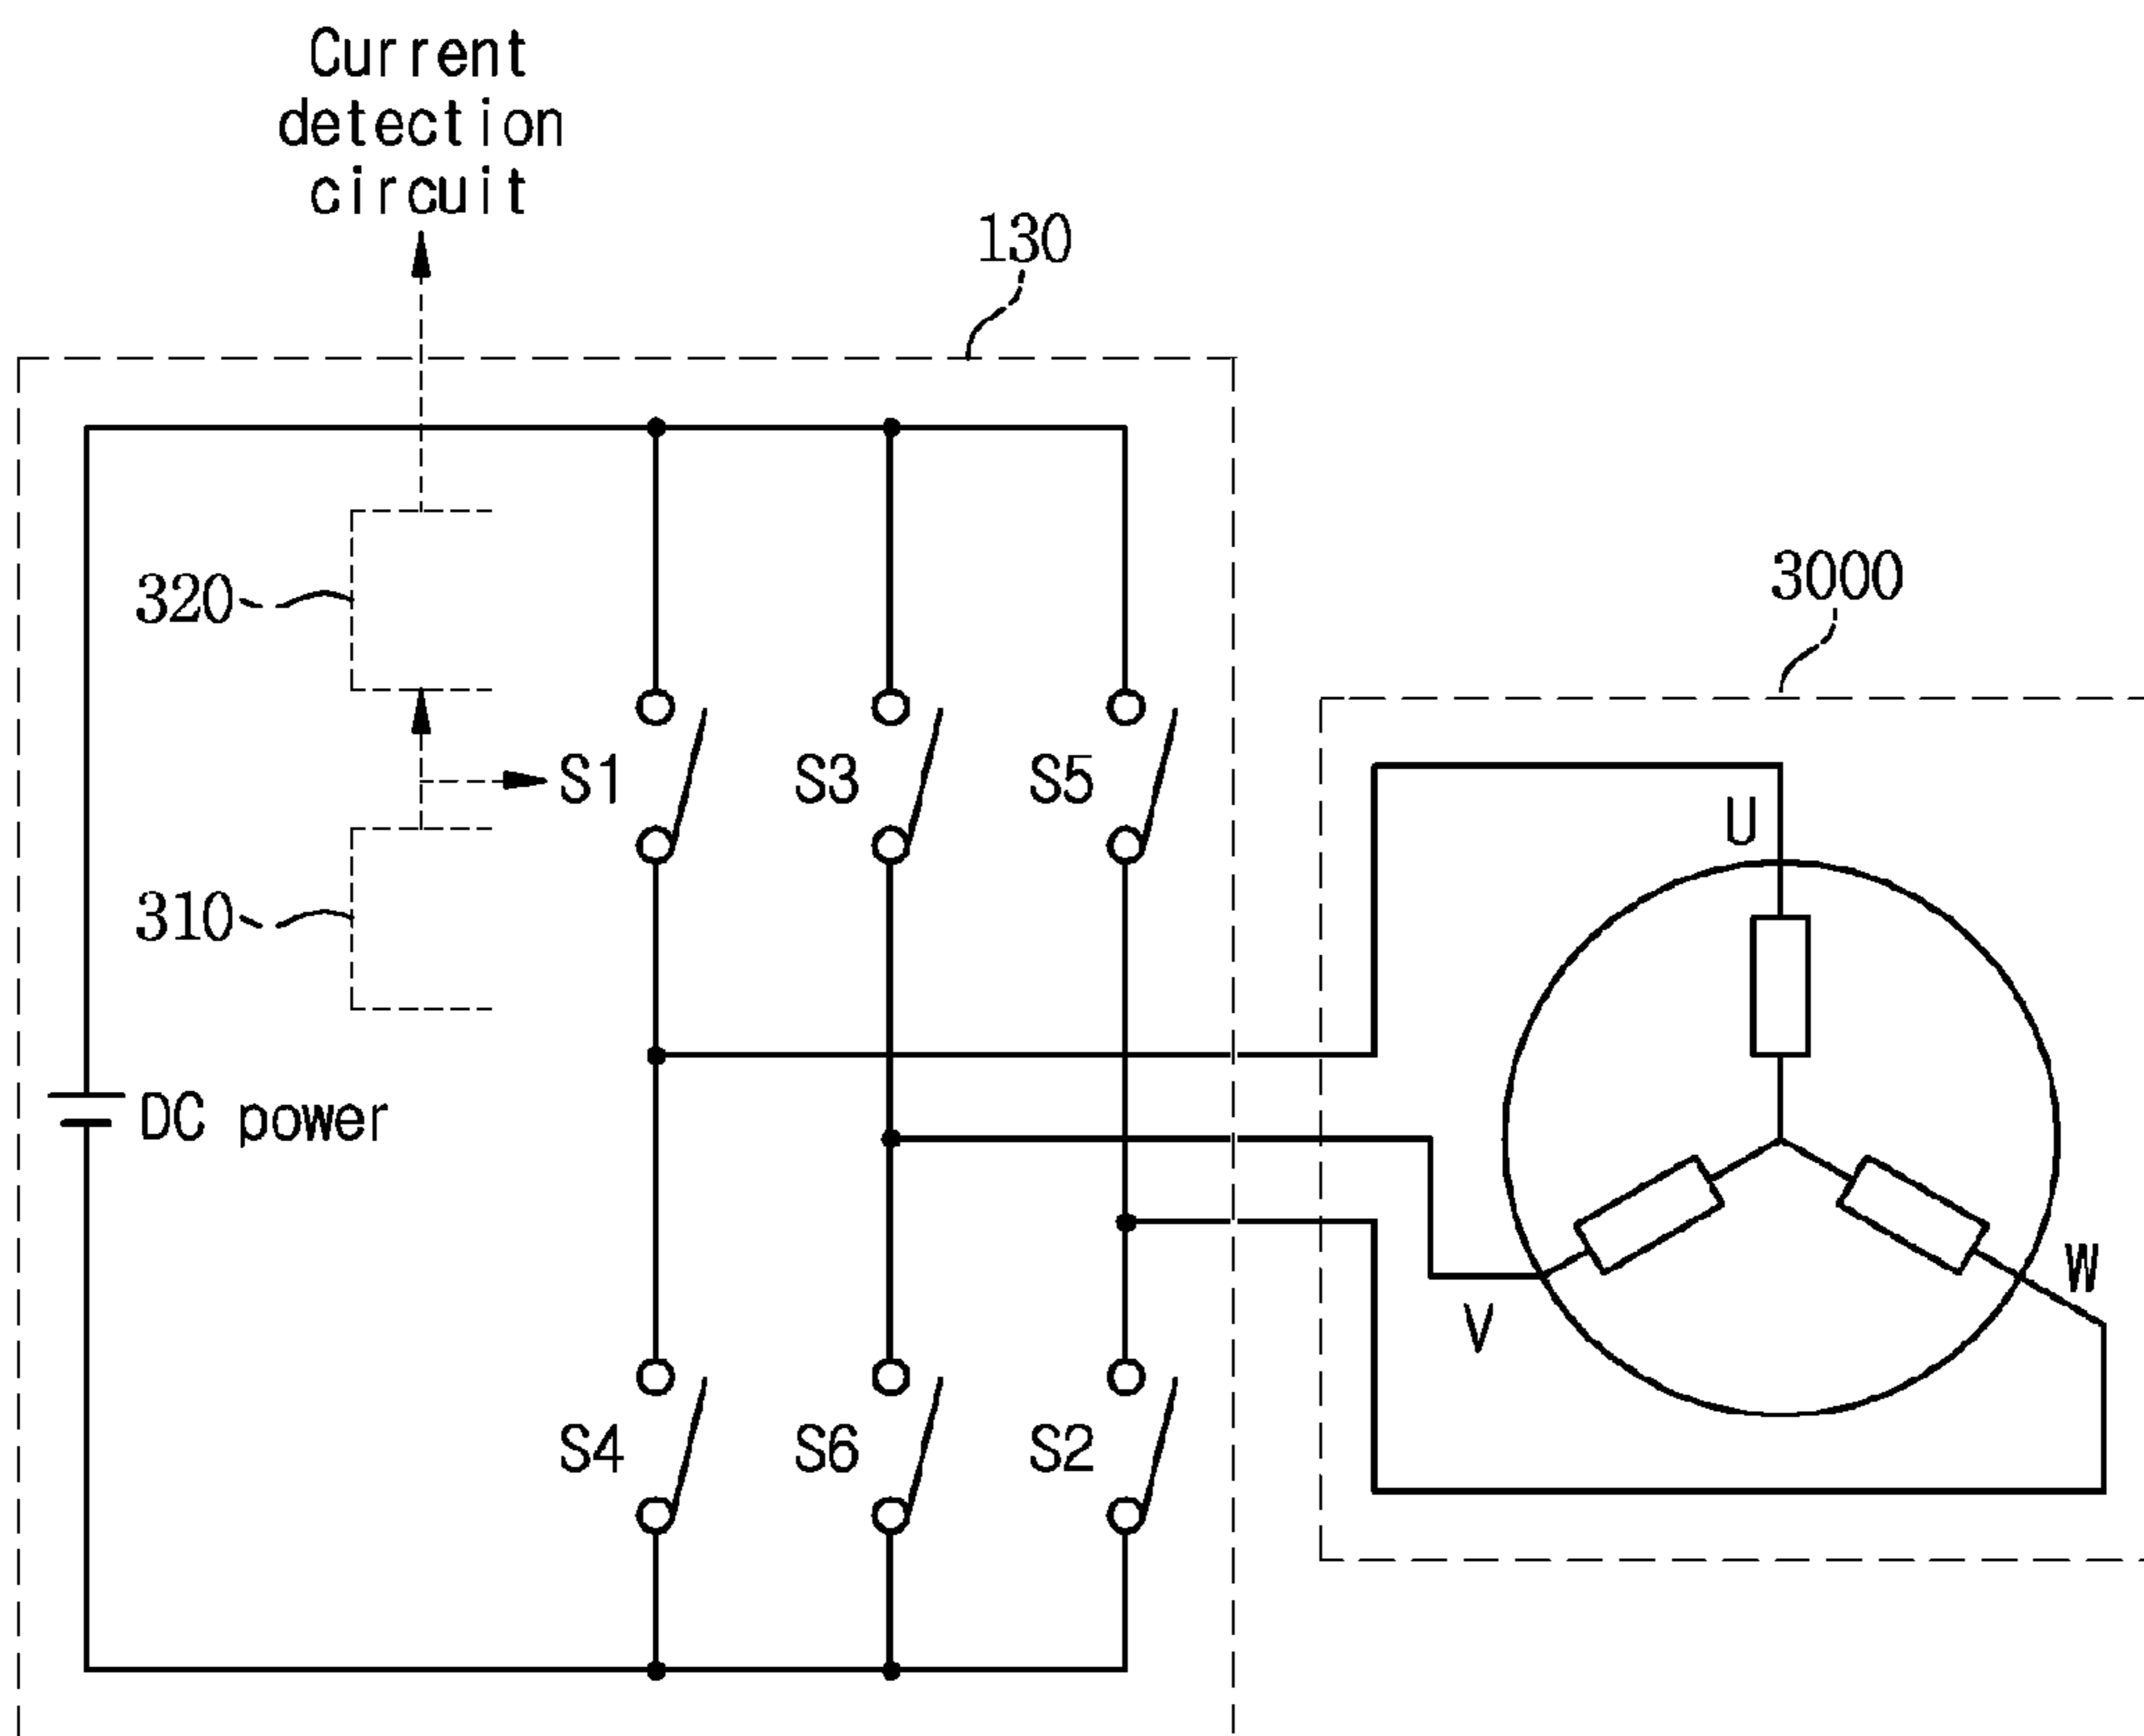 Current
detection
circuit
130
320
3000
S1
S3
S5
U
310
DC power
W
V
S4
S6
S2